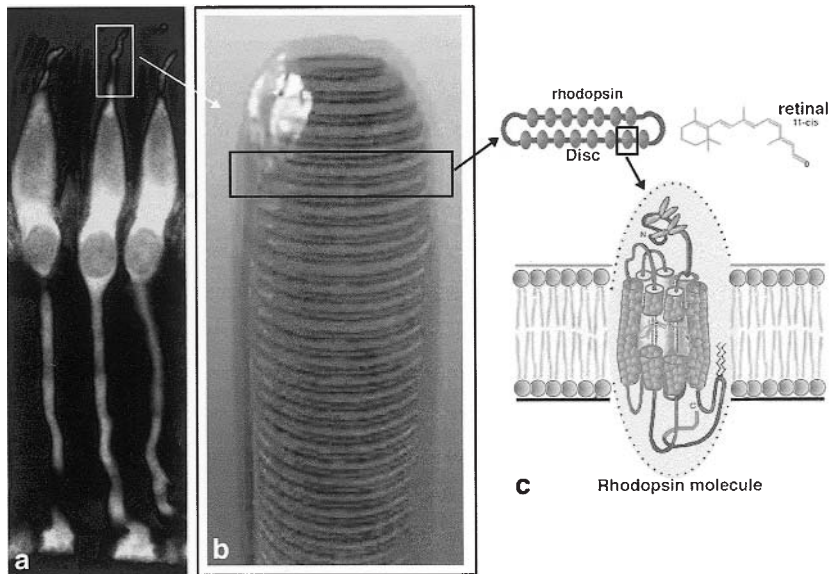 a
b
rhodopsin
Disc
retinal
11-cis
O
N
C
c
Rhodopsin molecule